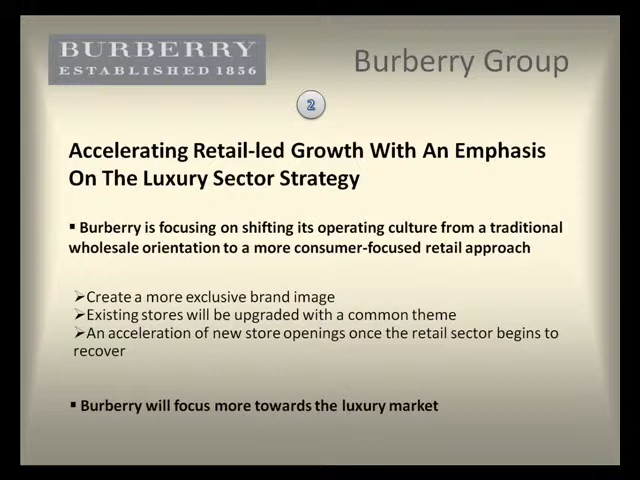 BURBERRY
ESTABLISHED 1856
Burberry Group
2
Accelerating Retail-led Growth With An Emphasis
On The Luxury Sector Strategy
▪ Burberry is focusing on shifting its operating culture from a traditional
wholesale orientation to a more consumer-focused retail approach
➢Create a more exclusive brand image
➢Existing stores will be upgraded with a common theme
➢An acceleration of new store openings once the retail sector begins to
recover
▪ Burberry will focus more towards the luxury market